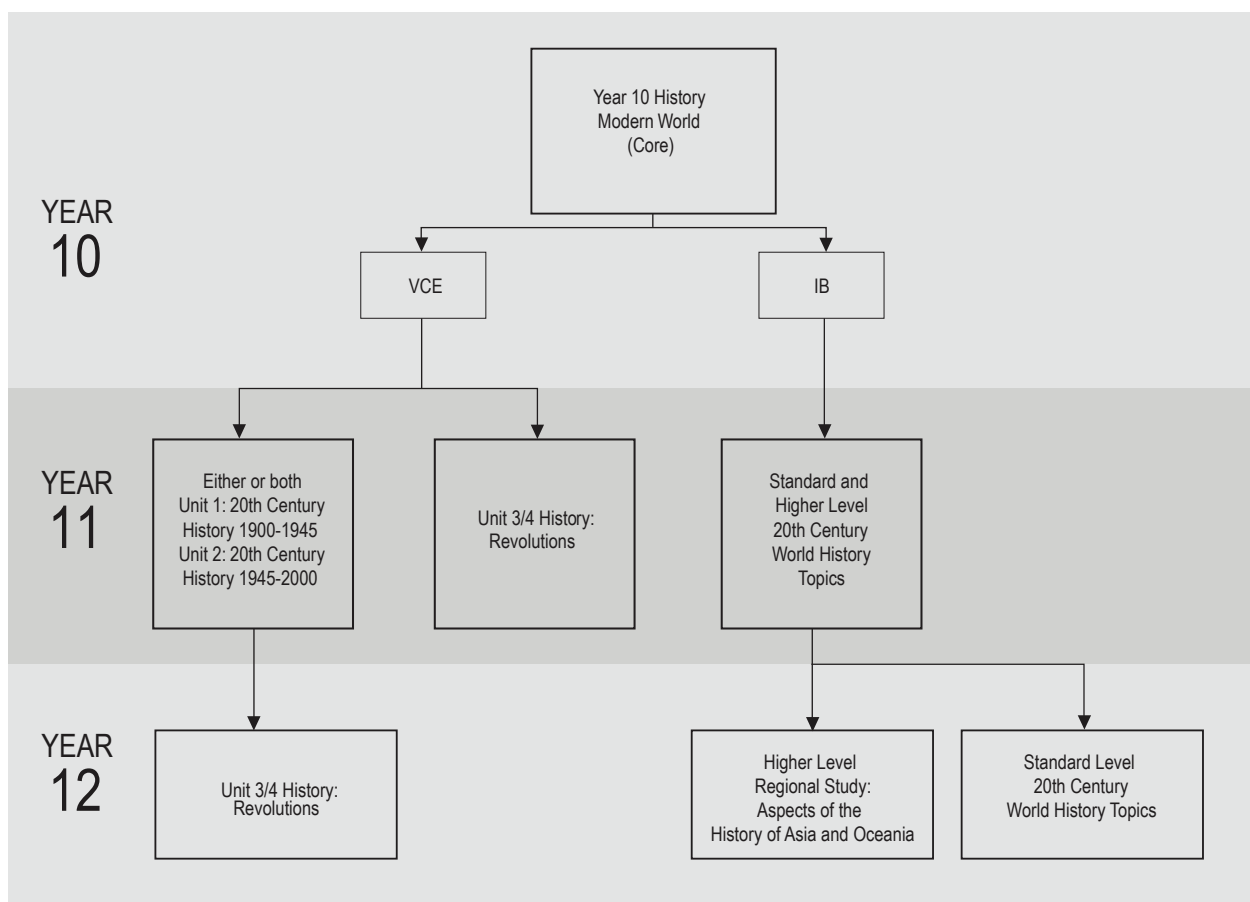 Year 10 History
Modern World
(Core)
YEAR
10
VCE
IB
YEAR
11
Either or both
Unit 1: 20th Century
History 1900-1945
Unit 2: 20th Century
History 1945-2000
Unit 3/4 History:
Revolutions
Standard and
Higher Level
20th Century
World History
Topics
YEAR
12
Unit 3/4 History:
Revolutions
Higher Level
Regional Study:
Aspects of the
History of Asia and Oceania
Standard Level
20th Century
World History Topics